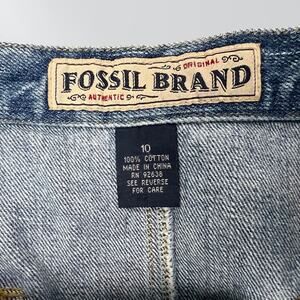 ORIGINAL
FOSSIL BRAND
AUTHENTIC
10
100% COTTON
MADE IN CHINA
RN 92638
SEE REVERSE
FOR CARE